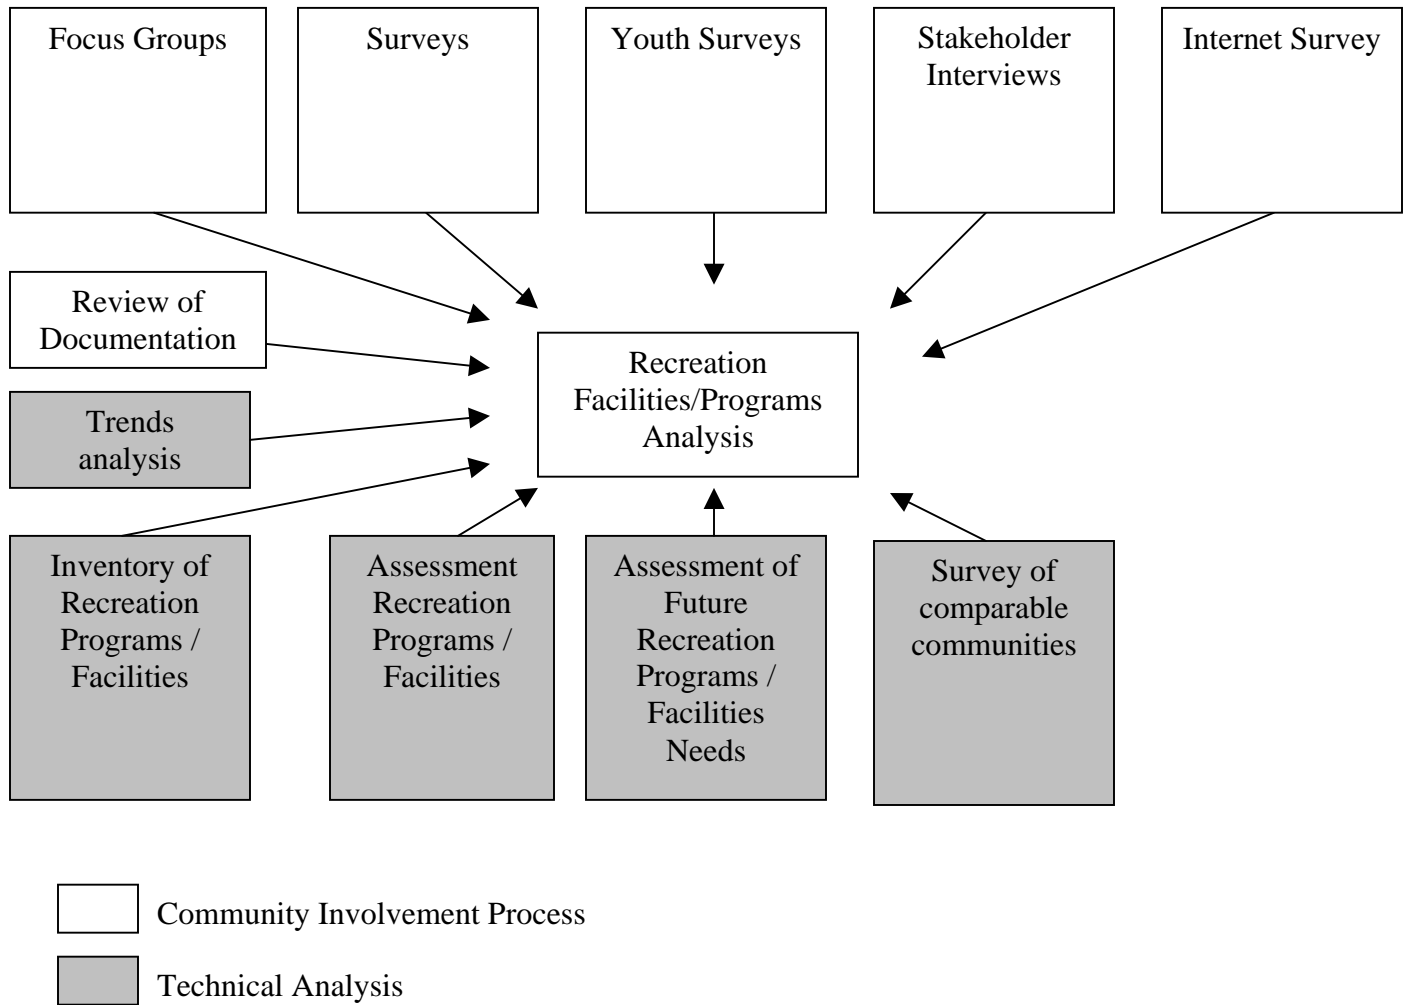 Focus Groups
Surveys
Youth Surveys
Stakeholder
Interviews
Internet Survey
Review of
Documentation
Recreation
Facilities/Programs
Analysis
Trends
analysis
Inventory of
Recreation
Programs /
Facilities
Assessment
Recreation
Programs /
Facilities
Assessment of
Future
Recreation
Programs /
Facilities
Needs
Survey of
comparable
communities
Community Involvement Process
Technical Analysis